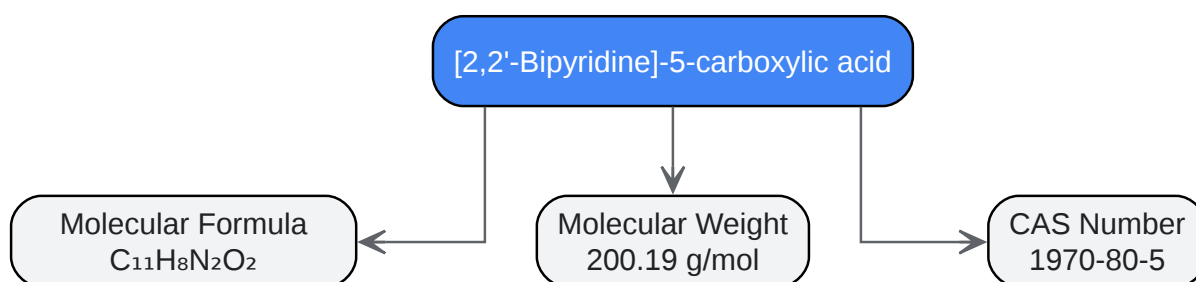 [2,2'-Bipyridine]-5-carboxylic acid
Molecular Formula
C₁₁H₈N₂O₂
Molecular Weight
200.19 g/mol
CAS Number
1970-80-5